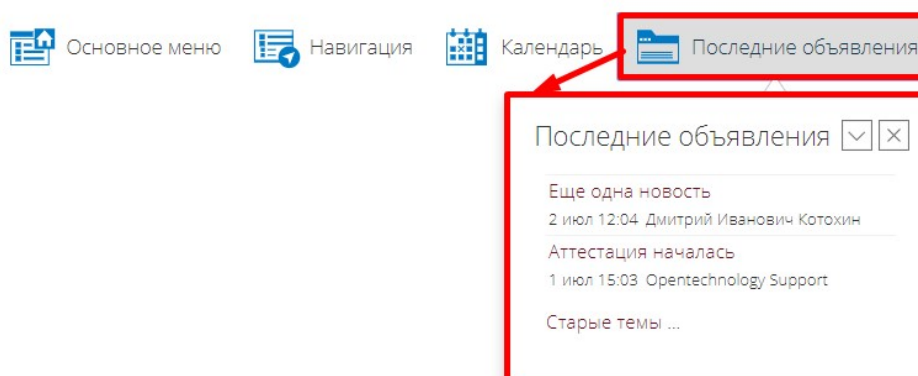 Основное меню
Навигация
Календарь
Последние объявления
Последние объявления
Еще одна новость
2 июл 12:04 Дмитрий Иванович Котохин
Аттестация началась
1 июл 15:03 Opentechnology Support
Старые темы ...